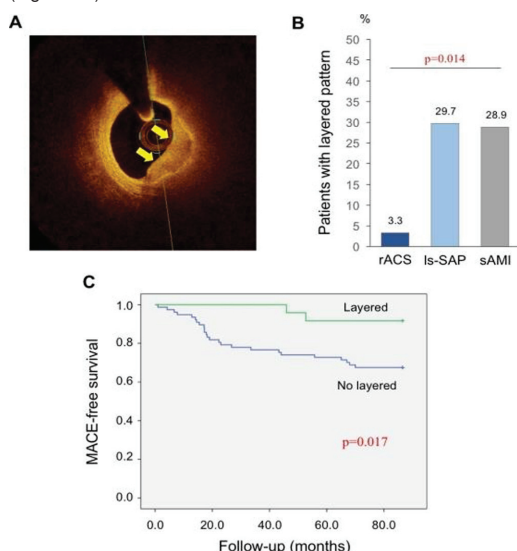 A
B
%
50
45
40
35
30
25
20
15
10
5
0
Patients with layered pattern
p=0.014
3.3
29.7
28.9
rACS ls-SAP sAMI
C
1.0
0.8
0.6
0.4
0.2
0.0
MACE-free survival
Layered
No layered
p=0.017
0.0 20.0 40.0 60.0 80.0
Follow-up (months)